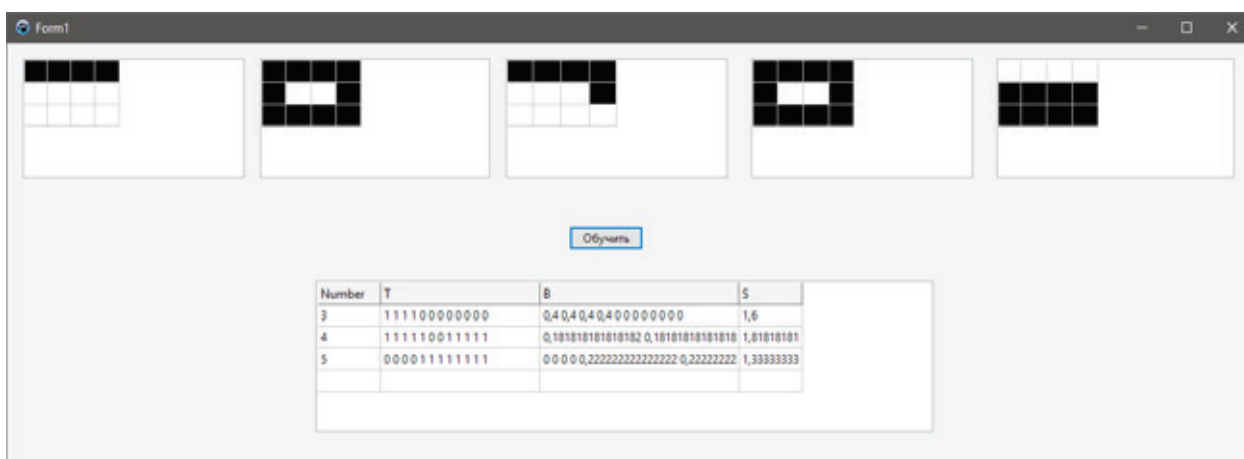 Form1
Обучить
Number T B S
3 1 1 1 1 0 0 0 0 0 0 0 0 0,4 0,4 0,4 0,4 0 0 0 0 0 0 0 0 1,6
4 1 1 1 1 1 0 0 1 1 1 1 1 0,181818181818182 0,18181818181818 1,81818181
5 0 0 0 0 1 1 1 1 1 1 1 1 0 0 0 0 0,222222222222222 0,22222222 1,33333333